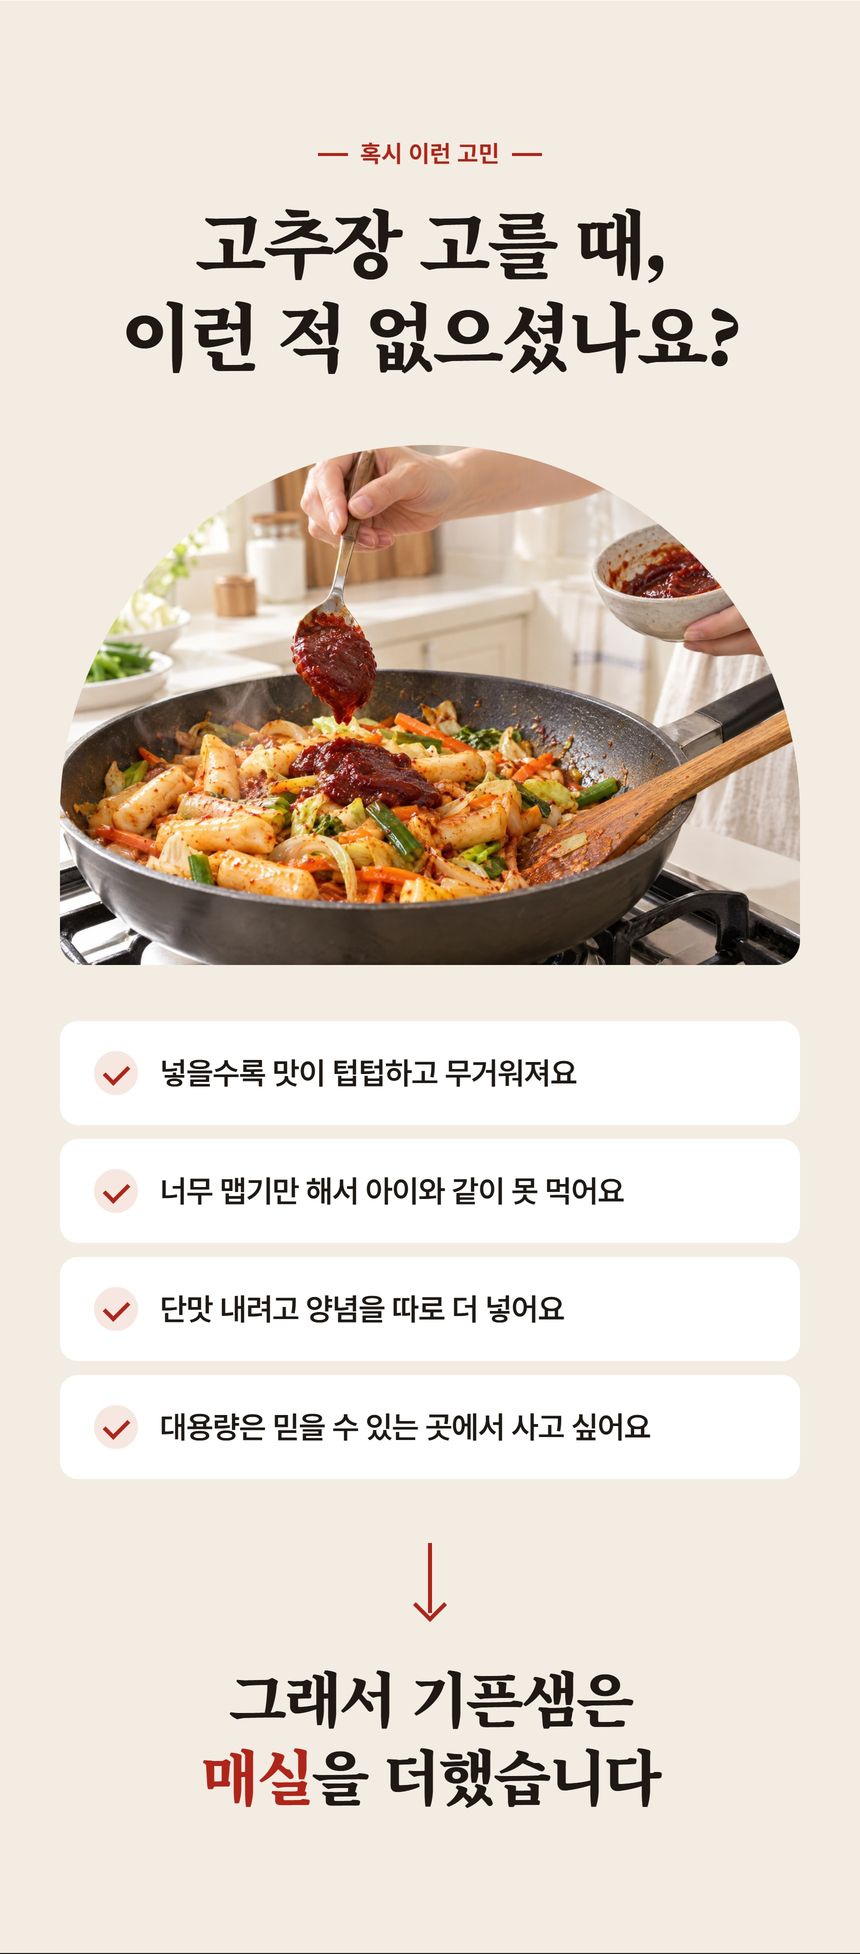 혹시 이런 고민
고추장 고를 때,
이런 적 없으셨나요?
넣을수록 맛이 텁텁하고 무거워져요
너무 맵기만 해서 아이와 같이 못 먹어요
단맛 내려고 양념을 따로 더 넣어요
대용량은 믿을 수 있는 곳에서 사고 싶어요
그래서 기픈샘은
매실을 더했습니다